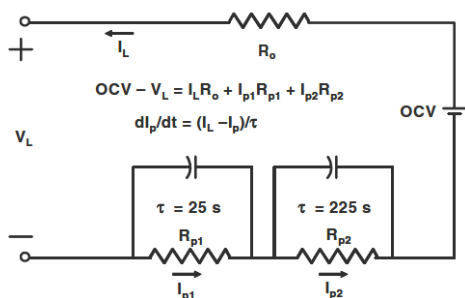 +
I_L
R_o
OCV – V_L = I_L R_o + I_p1 R_p1 + I_p2 R_p2
dI_p/dt = (I_L –I_p)/τ
OCV
V_L
τ = 25 s
τ = 225 s
–
R_p1
R_p2
I_p1
I_p2